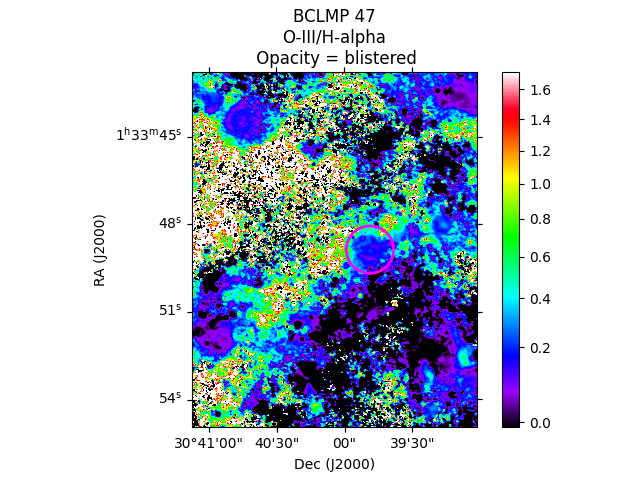 BCLMP 47
O-III/H-alpha
Opacity = blistered
1ʰ33ᵐ45ˢ
48ˢ
51ˢ
54ˢ
RA (J2000)
30°41'00"
40'30"
00"
39'30"
Dec (J2000)
1.6
1.4
1.2
1.0
0.8
0.6
0.4
0.2
0.0